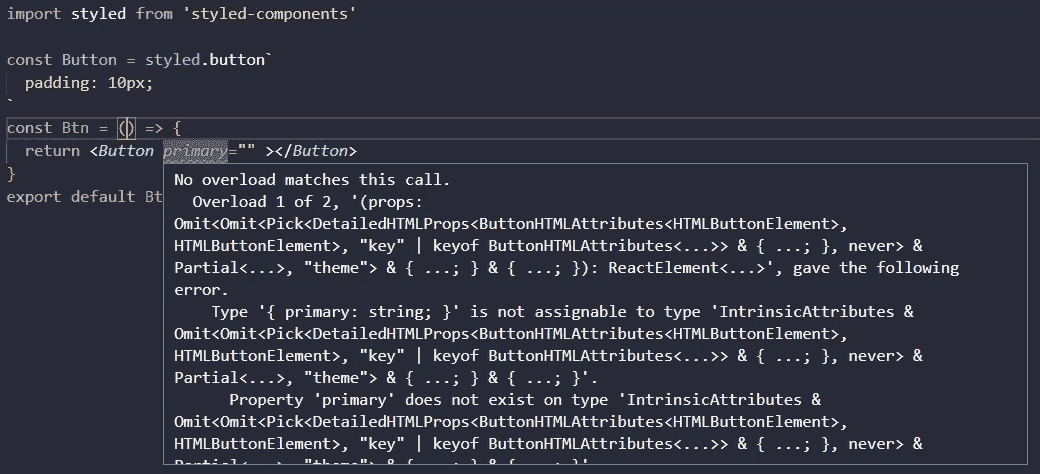 import styled from 'styled-components'
const Button = styled.button`
padding: 10px;
`
const Btn = () => {
return <Button primary="" ></Button>
}
export default Bt
No overload matches this call.
Overload 1 of 2, '(props:
Omit<Omit<Pick<DetailedHTMLProps<ButtonHTMLAttributes<HTMLButtonElement>,
HTMLButtonElement>, "key" | keyof ButtonHTMLAttributes<...>> & { ...; }, never> &
Partial<...>, "theme"> & { ...; } & { ...; }): ReactElement<...>', gave the following
error.
Type '{ primary: string; }' is not assignable to type 'IntrinsicAttributes &
Omit<Omit<Pick<DetailedHTMLProps<ButtonHTMLAttributes<HTMLButtonElement>,
HTMLButtonElement>, "key" | keyof ButtonHTMLAttributes<...>> & { ...; }, never> &
Partial<...>, "theme"> & { ...; } & { ...; }'.
Property 'primary' does not exist on type 'IntrinsicAttributes &
Omit<Omit<Pick<DetailedHTMLProps<ButtonHTMLAttributes<HTMLButtonElement>,
HTMLButtonElement>, "key" | keyof ButtonHTMLAttributes<...>> & { ...; }, never> &
Partial<...>, "theme"> & { ...; } & { ...; }'.